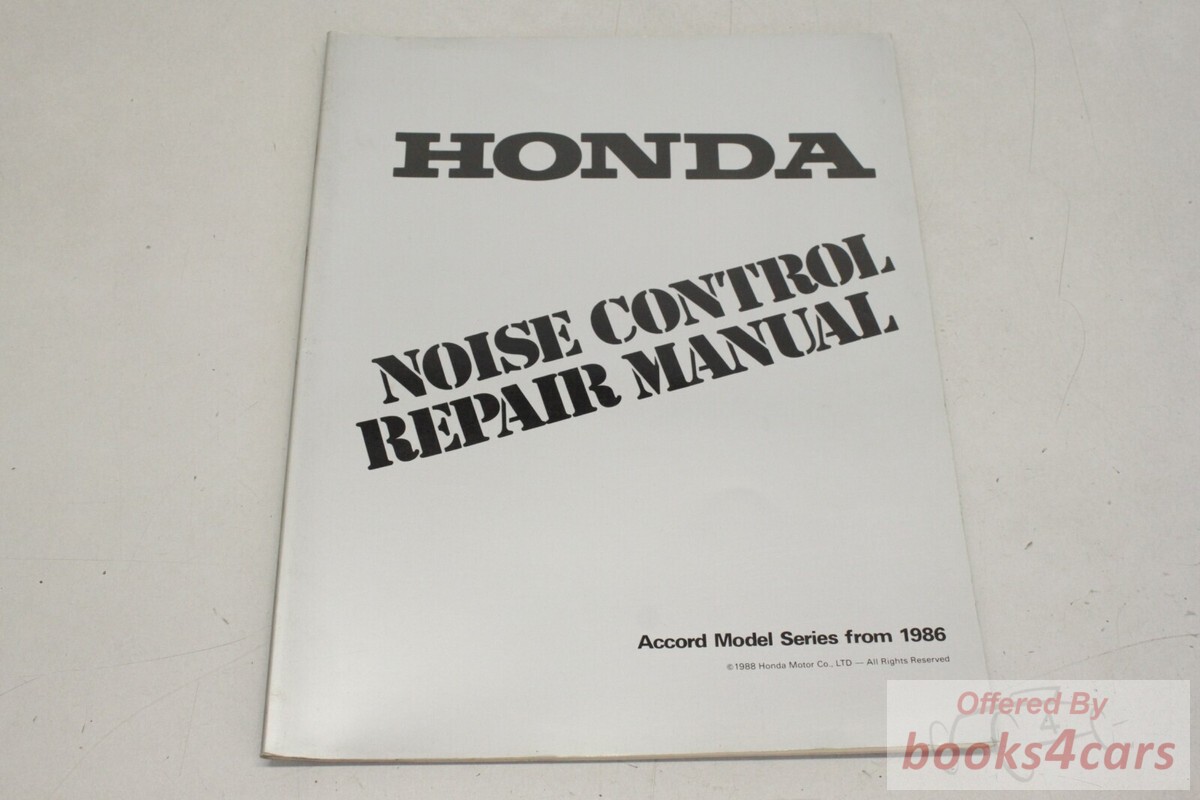 HONDA
NOISE CONTROL
REPAIR MANUAL
Accord Model Series from 1986
©1988 Honda Motor Co., LTD — All Rights Reserved
Offered By
books4cars